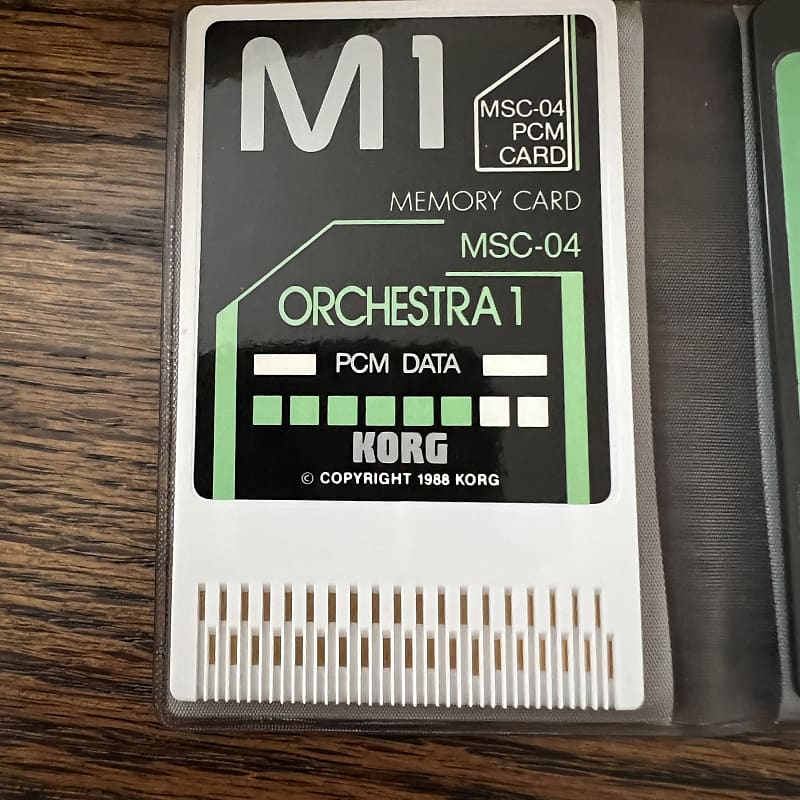 M1
MSC-04
PCM
CARD
MEMORY CARD
MSC-04
ORCHESTRA 1
PCM DATA
KORG
© COPYRIGHT 1988 KORG